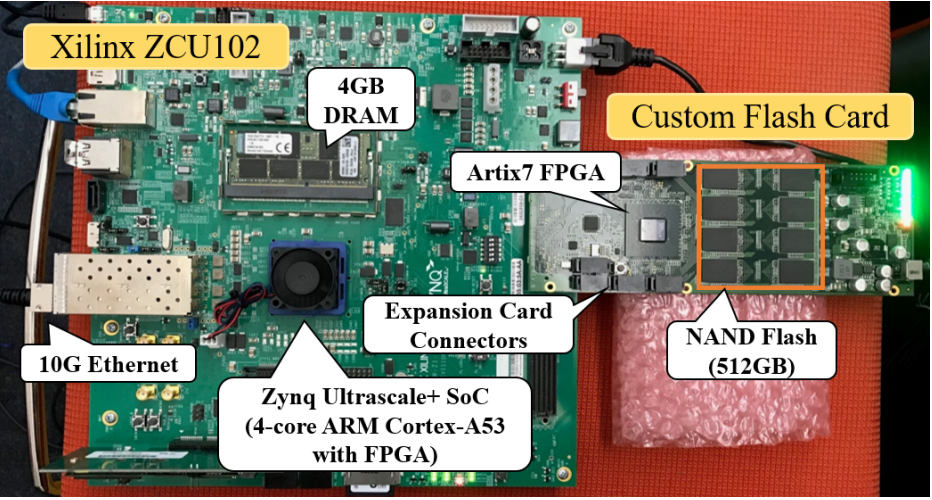 Xilinx ZCU102
4GB
DRAM
Custom Flash Card
Artix7 FPGA
Expansion Card
Connectors
NAND Flash
(512GB)
10G Ethernet
Zynq Ultrascale+ SoC
(4-core ARM Cortex-A53
with FPGA)